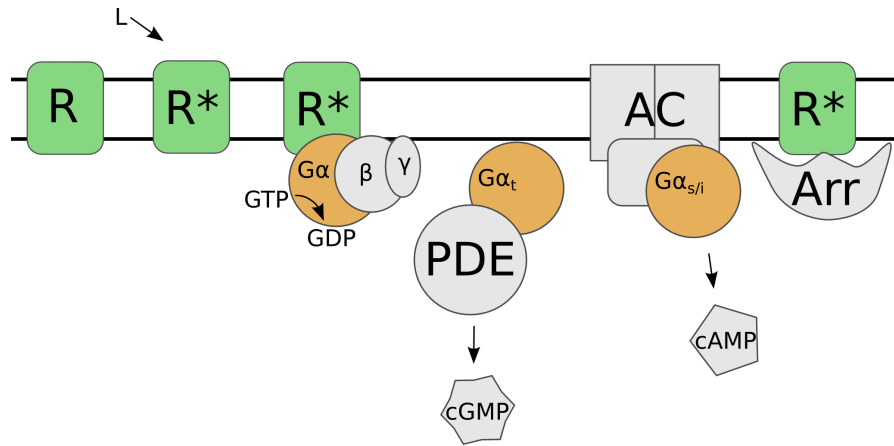 L
R
R*
R*
AC
R*
Gα
β
γ
GTP
GDP
Gαt
PDE
Gαs/i
Arr
cAMP
cGMP